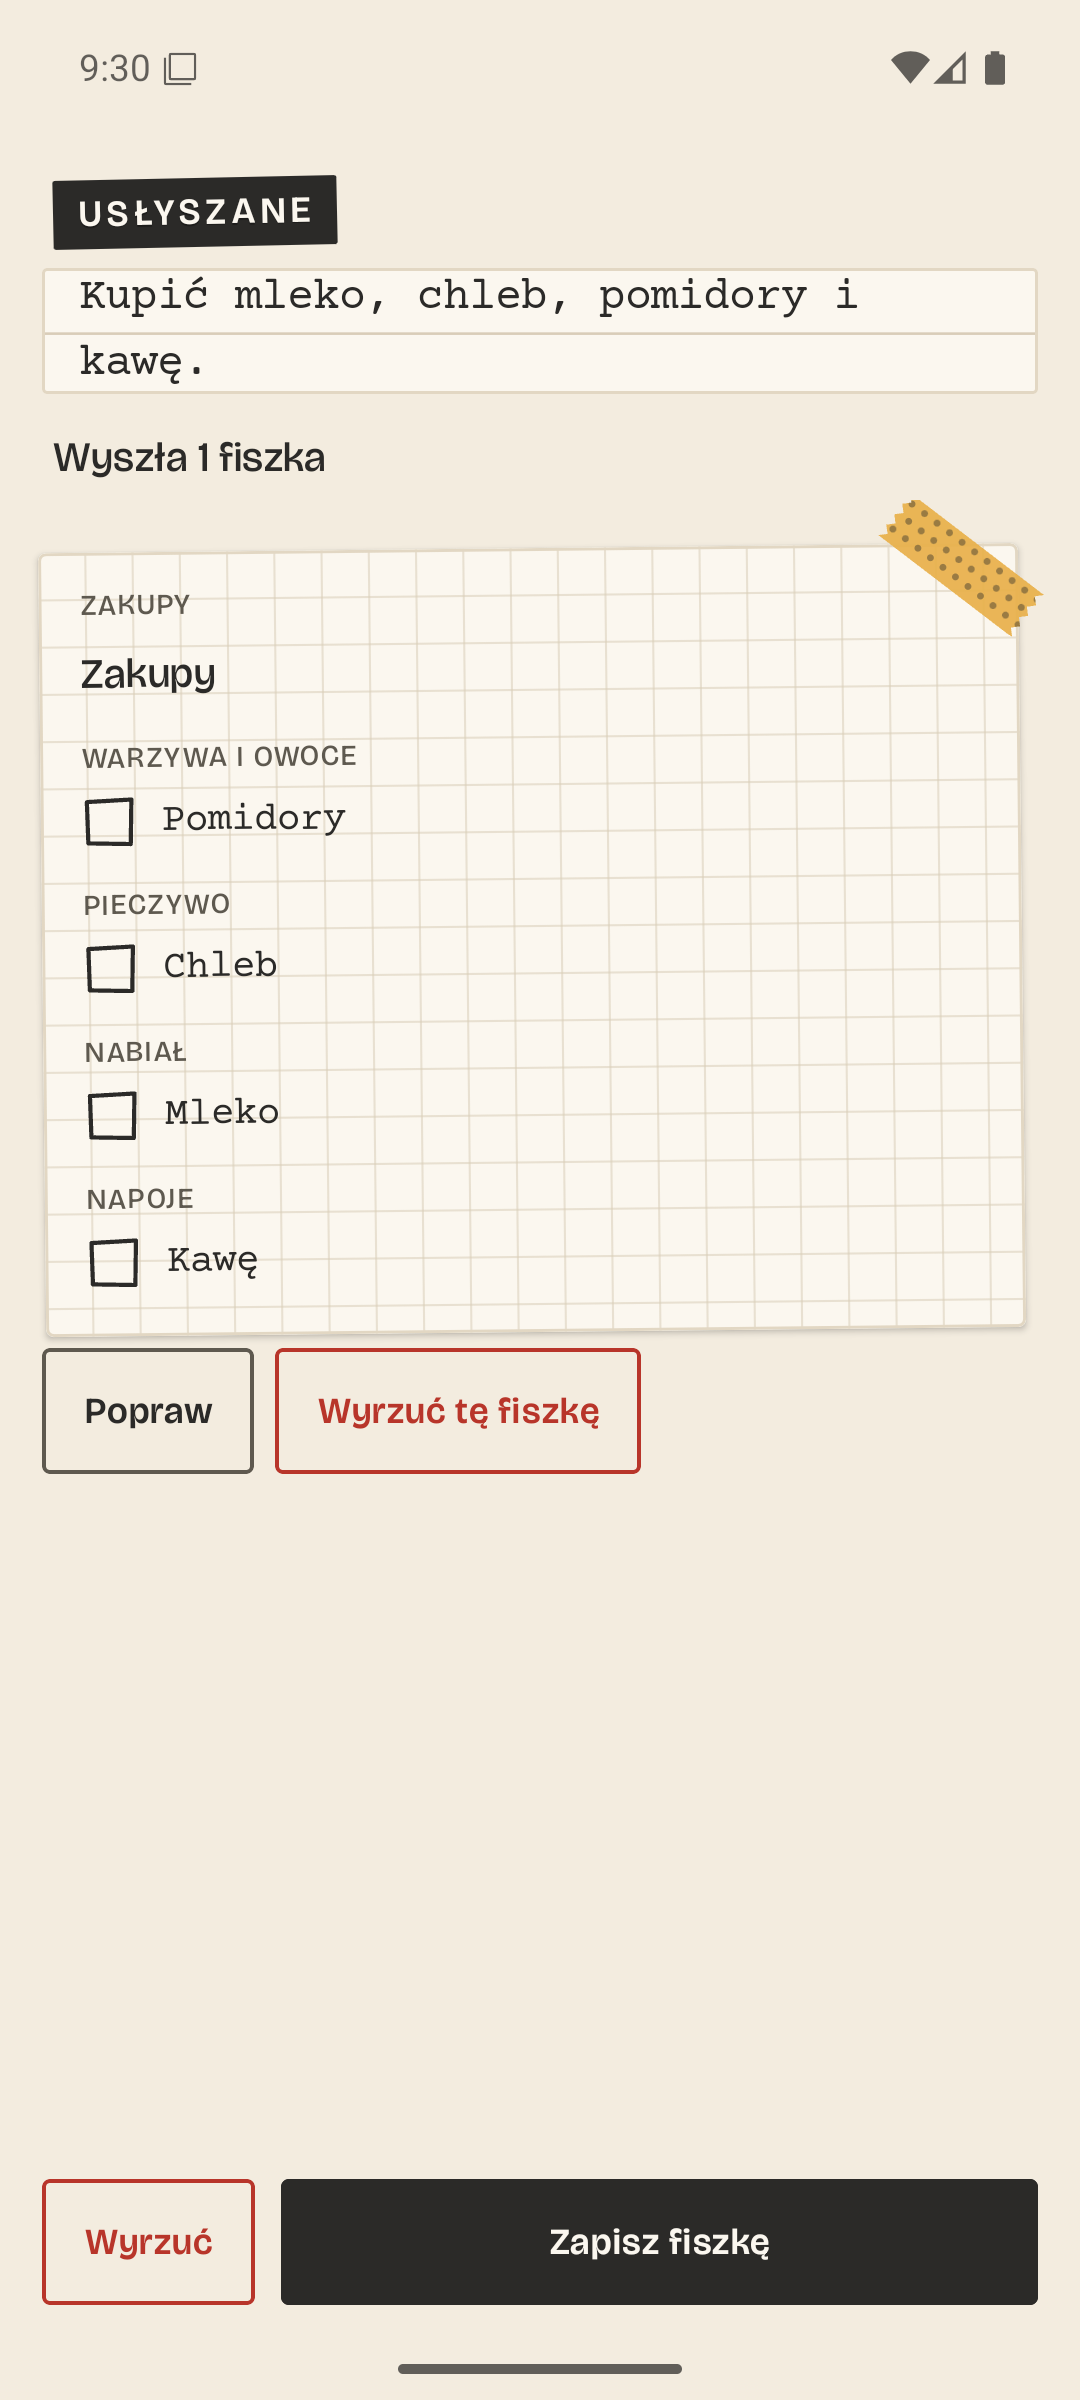 9:30
USŁYSZANE
Kupić mleko, chleb, pomidory i
kawę.
Wyszła 1 fiszka
ZAKUPY
Zakupy
WARZYWA I OWOCE
Pomidory
PIECZYWO
Chleb
NABIAŁ
Mleko
NAPOJE
Kawę
Popraw
Wyrzuć tę fiszkę
Wyrzuć
Zapisz fiszkę